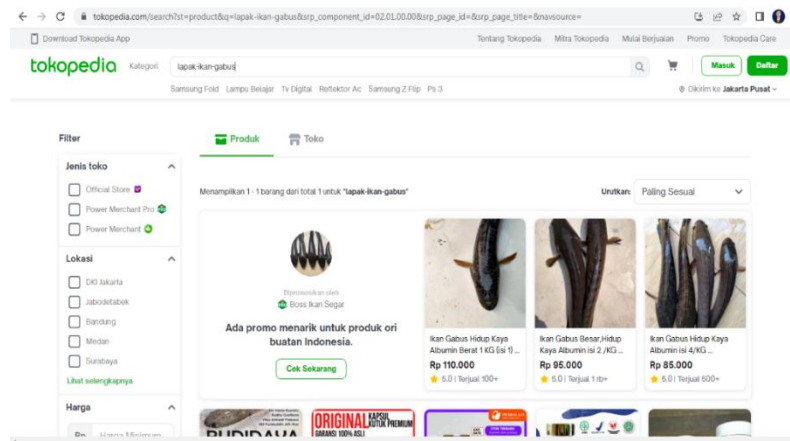 tokopedia.com/search?st=product&q=lapak-ikan-gabus&srp_component_id=02.01.00.00&srp_page_id=&srp_page_title=&navsource=
Download Tokopedia App
Tentang Tokopedia Mitra Tokopedia Mulai Berjualan Promo Tokopedia Care
tokopedia Kategori lapak-ikan-gabus Masuk Daftar
Samsung Fold Lampu Belajar Tv Digital Reflektor Ac Samsung Z Flip Ps 3 Dikirim ke Jakarta Pusat
Filter
Produk Toko
Jenis toko
Official Store
Power Merchant Pro
Power Merchant
Lokasi
DKI Jakarta
Jabodetabek
Bandung
Medan
Surabaya
Lihat selengkapnya
Harga
Rp Harga Minimum
Menampilkan 1 - 1 barang dari total 1 untuk "lapak-ikan-gabus"
Urutkan: Paling Sesuai
Dipromosikan oleh
Boss Ikan Segar
Ada promo menarik untuk produk ori
buatan indonesia.
Cek Sekarang
Ikan Gabus Hidup Kaya
Albumin Berat 1 KG (isi 1) ...
Rp 110.000
5.0 | Terjual 100+
Ikan Gabus Besar,Hidup
Kaya Albumin isi 2 /KG ...
Rp 95.000
5.0 | Terjual 1 rb+
Ikan Gabus Hidup Kaya
Albumin isi 4/KG ...
Rp 85.000
5.0 | Terjual 500+
BUDIDAYA
ORIGINAL KAPSUL
KUTUK PREMIUM
GARANSI 100% ASLI